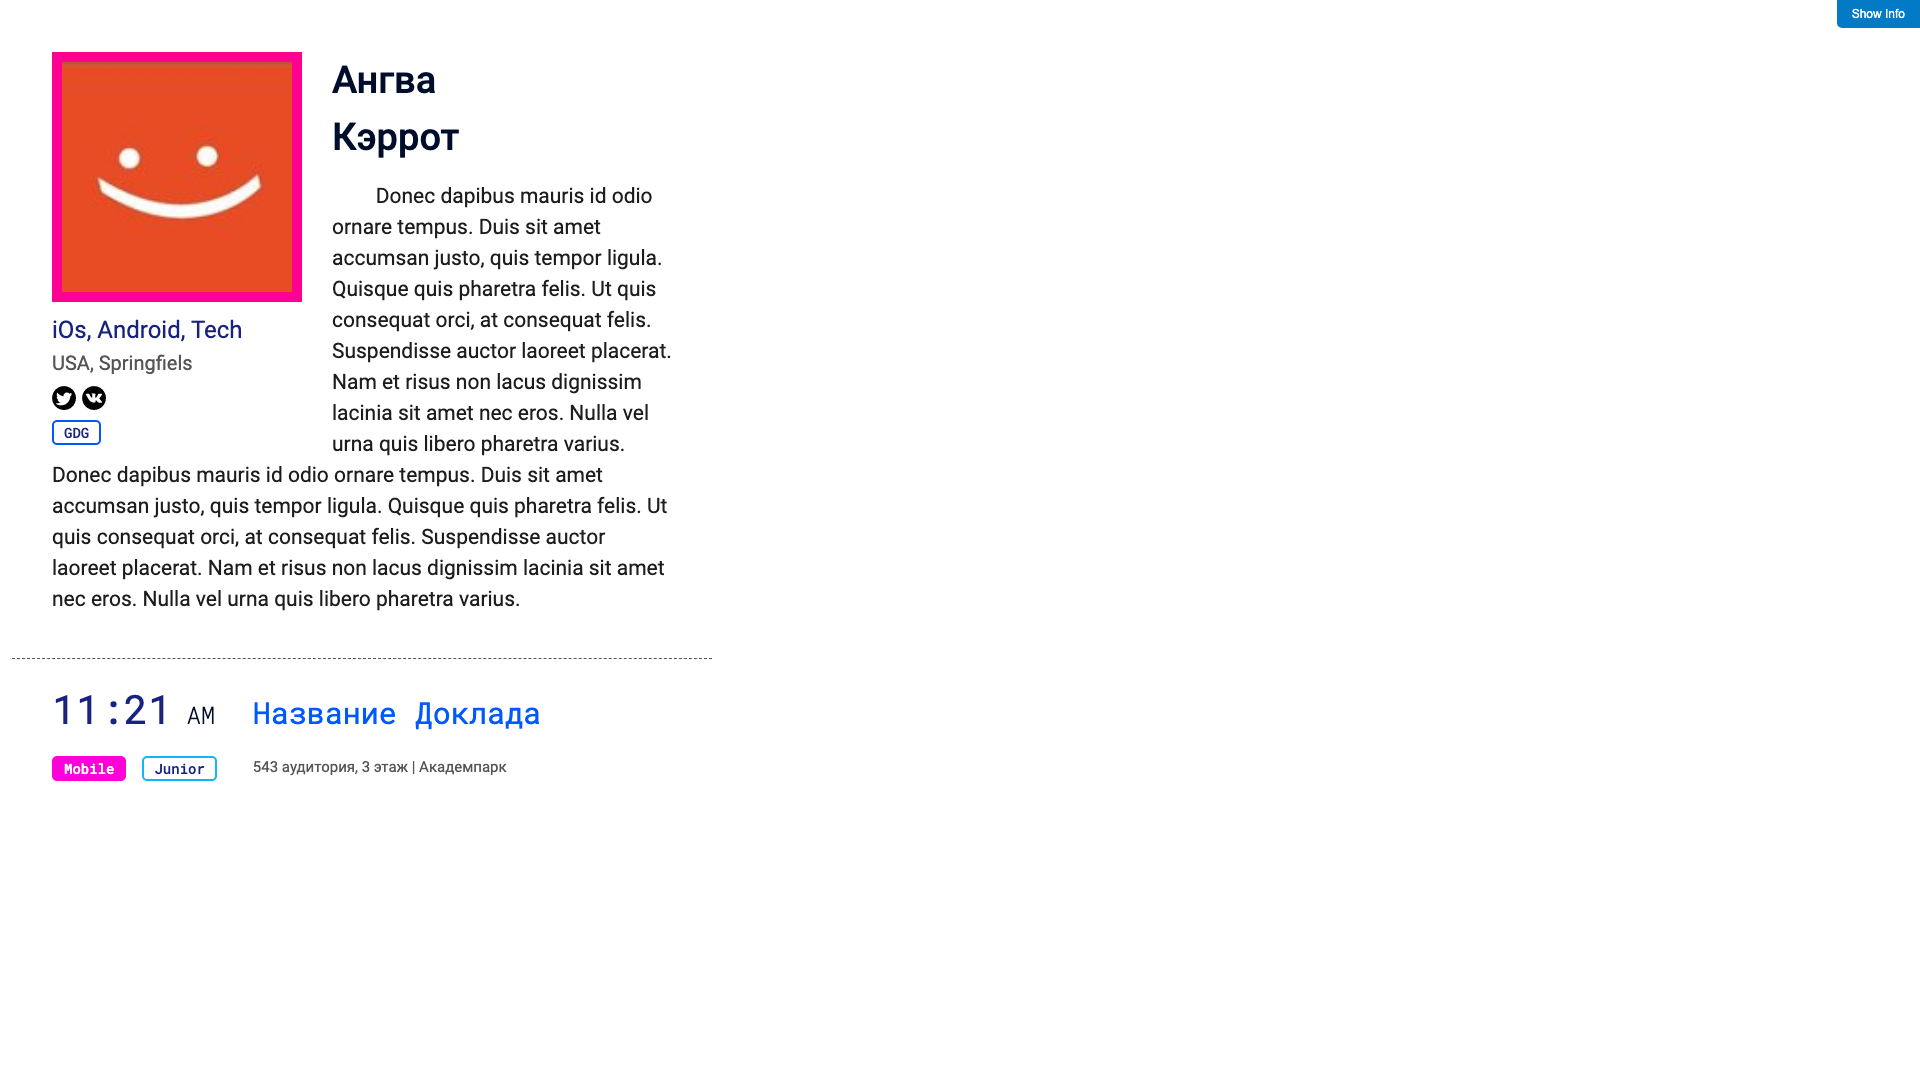 Show Info
Ангва
Кэррот
Donec dapibus mauris id odio
ornare tempus. Duis sit amet
accumsan justo, quis tempor ligula.
Quisque quis pharetra felis. Ut quis
consequat orci, at consequat felis.
Suspendisse auctor laoreet placerat.
Nam et risus non lacus dignissim
lacinia sit amet nec eros. Nulla vel
urna quis libero pharetra varius.
iOs, Android, Tech
USA, Springfiels
GDG
Donec dapibus mauris id odio ornare tempus. Duis sit amet
accumsan justo, quis tempor ligula. Quisque quis pharetra felis. Ut
quis consequat orci, at consequat felis. Suspendisse auctor
laoreet placerat. Nam et risus non lacus dignissim lacinia sit amet
nec eros. Nulla vel urna quis libero pharetra varius.
11:21 AM
Название Доклада
Mobile Junior
543 аудитория, 3 этаж | Академпарк